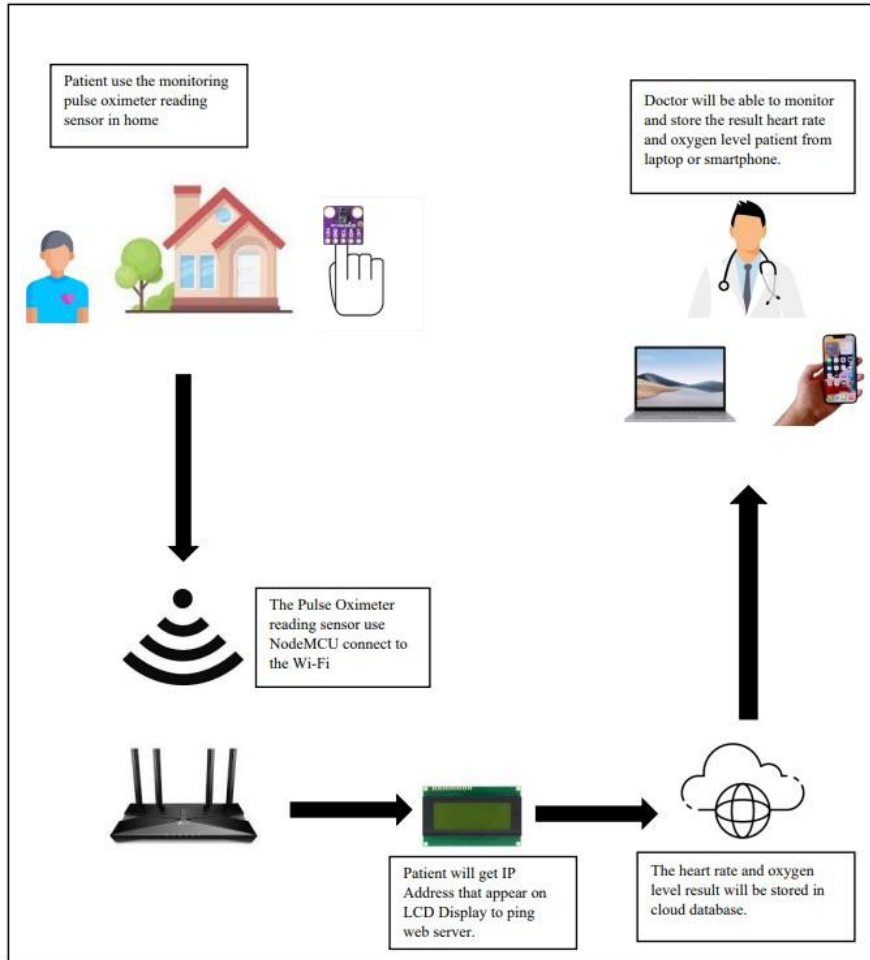 Patient use the monitoring
pulse oximeter reading
sensor in home
Doctor will be able to monitor
and store the result heart rate
and oxygen level patient from
laptop or smartphone.
The Pulse Oximeter
reading sensor use
NodeMCU connect to
the Wi-Fi
Patient will get IP
Address that appear on
LCD Display to ping
web server.
The heart rate and oxygen
level result will be stored in
cloud database.